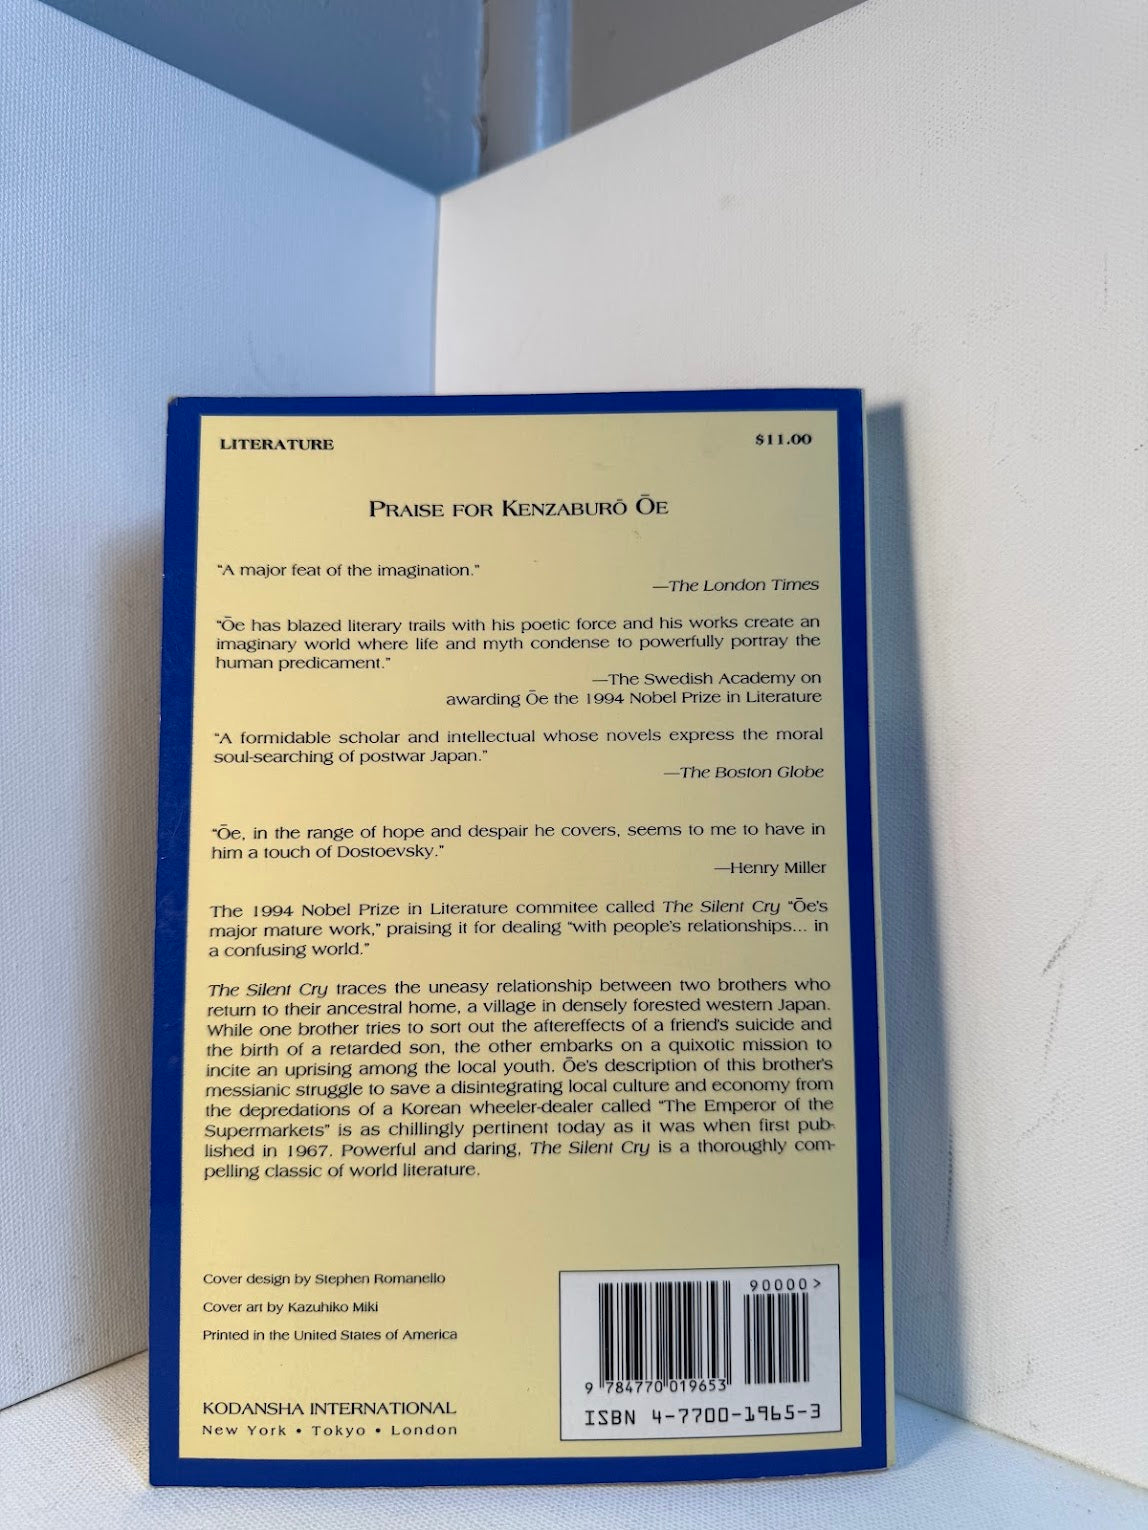 LITERATURE
$11.00
PRAISE FOR KENZABURŌ ŌE
“A major feat of the imagination.”
—The London Times
“Ōe has blazed literary trails with his poetic force and his works create an
imaginary world where life and myth condense to powerfully portray the
human predicament.”
—The Swedish Academy on
awarding Ōe the 1994 Nobel Prize in Literature
“A formidable scholar and intellectual whose novels express the moral
soul-searching of postwar Japan.”
—The Boston Globe
“Ōe, in the range of hope and despair he covers, seems to me to have in
him a touch of Dostoevsky.”
—Henry Miller
The 1994 Nobel Prize in Literature commitee called The Silent Cry “Ōe's
major mature work,” praising it for dealing “with people's relationships... in
a confusing world.”
The Silent Cry traces the uneasy relationship between two brothers who
return to their ancestral home, a village in densely forested western Japan.
While one brother tries to sort out the aftereffects of a friend's suicide and
the birth of a retarded son, the other embarks on a quixotic mission to
incite an uprising among the local youth. Ōe's description of this brother's
messianic struggle to save a disintegrating local culture and economy from
the depredations of a Korean wheeler-dealer called “The Emperor of the
Supermarkets” is as chillingly pertinent today as it was when first pub-
lished in 1967. Powerful and daring, The Silent Cry is a thoroughly com-
pelling classic of world literature.
Cover design by Stephen Romanello
Cover art by Kazuhiko Miki
Printed in the United States of America
KODANSHA INTERNATIONAL
New York • Tokyo • London
90000>
9 784770 019653
ISBN 4-7700-1965-3